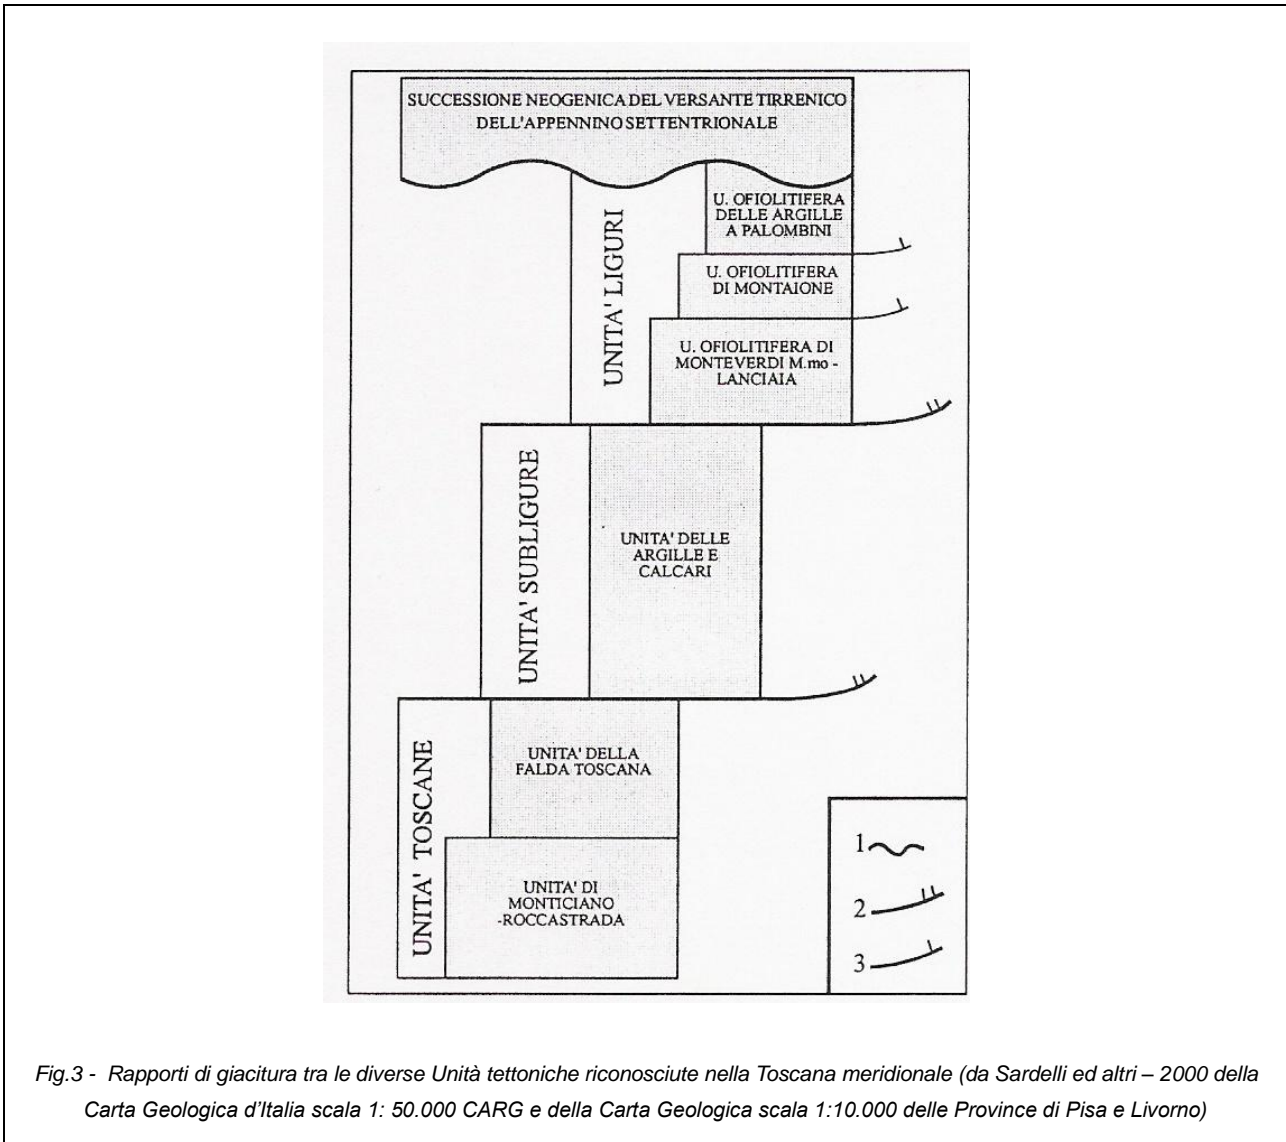 SUCCESSIONE NEOGENICA DEL VERSANTE TIRRENICO
DELL'APPENNINO SETTENTRIONALE
UNITA' LIGURI
U. OFIOLITIFERA
DELLE ARGILLE
A PALOMBINI
U. OFIOLITIFERA
DI MONTAIONE
U. OFIOLITIFERA DI
MONTEVERDI M.mo -
LANCIAIA
UNITA' SUBLIGURE
UNITA' DELLE
ARGILLE E
CALCARI
UNITA' TOSCANE
UNITA' DELLA
FALDA TOSCANA
UNITA' DI
MONTICIANO
-ROCCASTRADA
1
2
3
Fig.3 - Rapporti di giacitura tra le diverse Unità tettoniche riconosciute nella Toscana meridionale (da Sardelli ed altri – 2000 della
Carta Geologica d'Italia scala 1: 50.000 CARG e della Carta Geologica scala 1:10.000 delle Province di Pisa e Livorno)